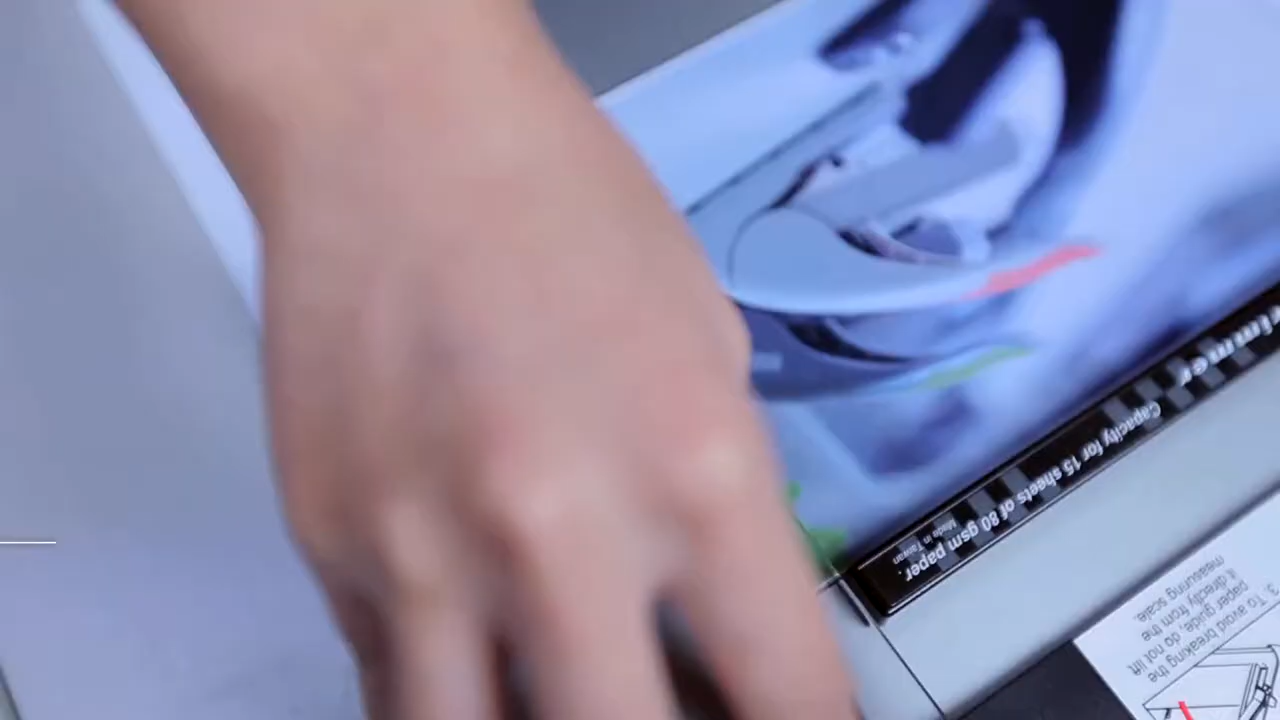 Trimmer
Capacity for 15 sheets of 80 gsm paper.
Made in Taiwan
3. To avoid breaking the
paper guide, do not lift
it directly from the
measuring scale.